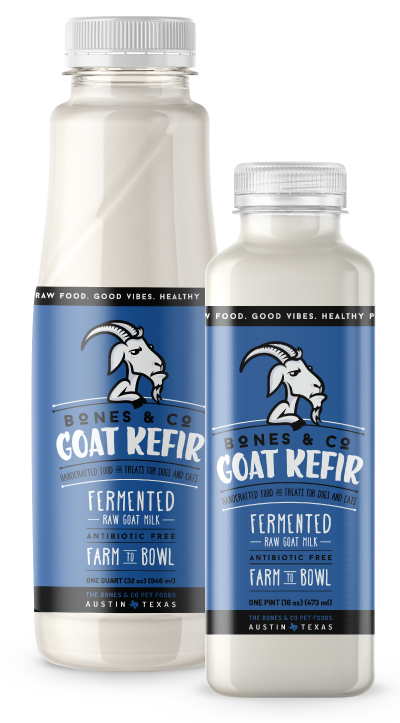 RAW FOOD. GOOD VIBES. HEALTHY
BONES & CO
GOAT KEFIR
HANDCRAFTED FOOD AND TREATS FOR DOGS AND CATS
FERMENTED
RAW GOAT MILK
ANTIBIOTIC FREE
FARM TO BOWL
ONE QUART (32 oz) (946 ml)
THE BONES & CO PET FOODS
AUSTIN TEXAS
W FOOD. GOOD VIBES. HEALTHY P
BONES & CO
GOAT KEFIR
HANDCRAFTED FOOD AND TREATS FOR DOGS AND CATS
FERMENTED
RAW GOAT MILK
ANTIBIOTIC FREE
FARM TO BOWL
ONE PINT (16 oz) (473 ml)
THE BONES & CO PET FOODS
AUSTIN TEXAS